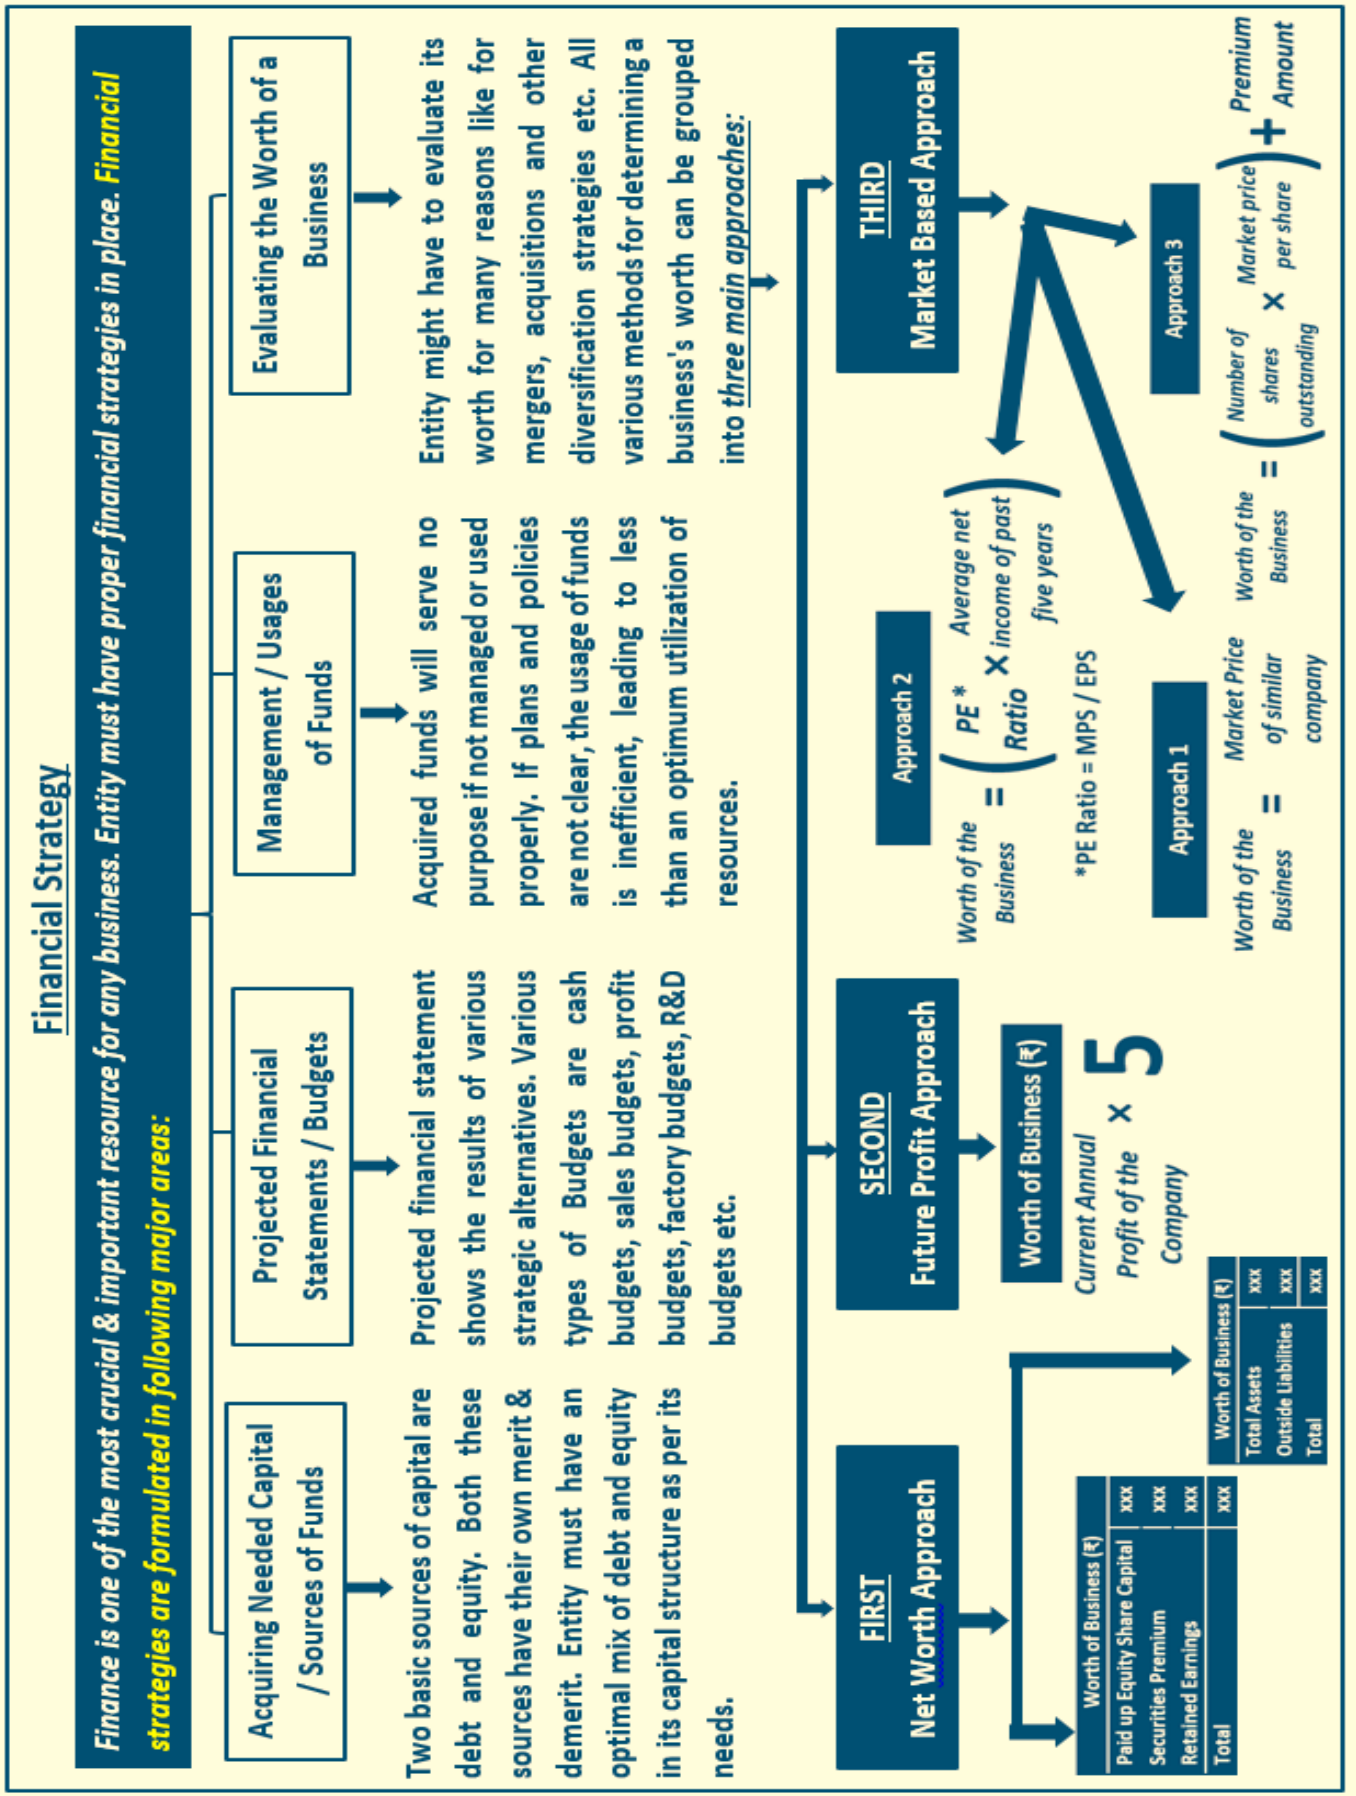 Financial Strategy
Finance is one of the most crucial & important resource for any business. Entity must have proper financial strategies in place. Financial
strategies are formulated in following major areas:
Acquiring Needed Capital
/ Sources of Funds
Two basic sources of capital are
debt and equity. Both these
sources have their own merit &
demerit. Entity must have an
optimal mix of debt and equity
in its capital structure as per its
needs.
Projected Financial
Statements / Budgets
Projected financial statement
shows the results of various
strategic alternatives. Various
types of Budgets are cash
budgets, sales budgets, profit
budgets, factory budgets, R&D
budgets etc.
Management / Usages
of Funds
Acquired funds will serve no
purpose if not managed or used
properly. If plans and policies
are not clear, the usage of funds
is inefficient, leading to less
than an optimum utilization of
resources.
Evaluating the Worth of a
Business
Entity might have to evaluate its
worth for many reasons like for
mergers, acquisitions and other
diversification strategies etc. All
various methods for determining a
business's worth can be grouped
into three main approaches:
FIRST
Net Worth Approach
Worth of Business (₹)
Paid up Equity Share Capital xxx
Securities Premium xxx
Retained Earnings xxx
Total xxx
Worth of Business (₹)
Total Assets xxx
Outside Liabilities xxx
Total xxx
SECOND
Future Profit Approach
Worth of Business (₹)
Current Annual
Profit of the x 5
Company
THIRD
Market Based Approach
Approach 2
Worth of the PE * Average net
Business = ( Ratio X income of past )
five years
*PE Ratio = MPS / EPS
Approach 1
Worth of the Market Price
Business = of similar
company
Approach 3
Worth of the Number of Market price Premium
Business = ( shares X per share ) + Amount
outstanding